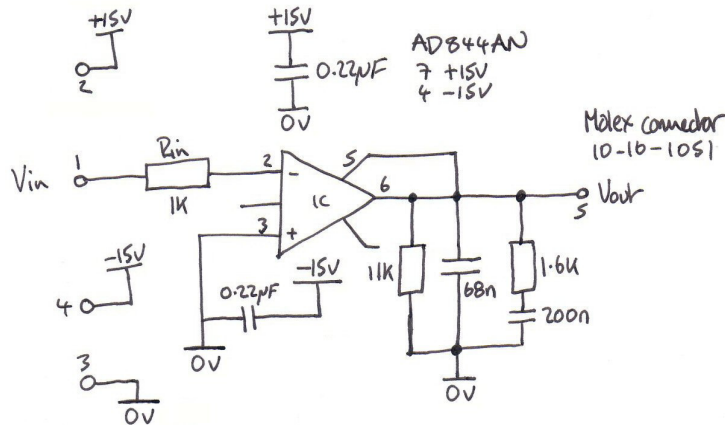 +15V
2
+15V
0.22µF
0V
AD844AN
7 +15V
4 -15V
Molex connector
10-10-1051
Vin
1
Rin
1K
2
-
5
IC
6
3
+
5
Vout
11K
68n
1.6K
200n
0V
-15V
4
0.22µF
-15V
0V
3
0V